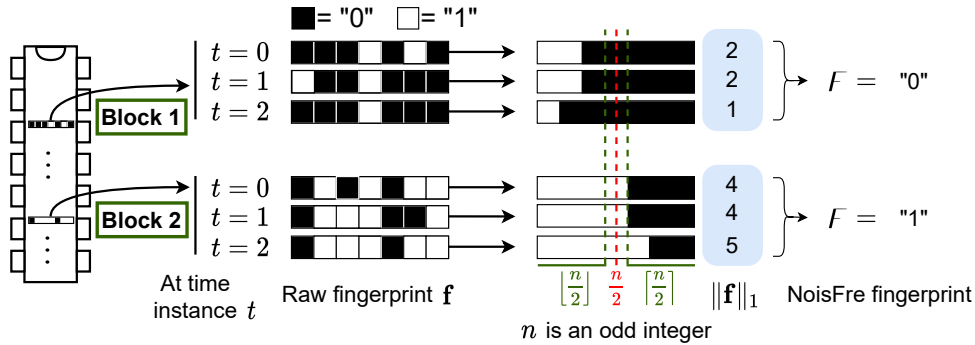 ■= "0" □= "1"
t = 0
2
t = 1
2
F = "0"
t = 2
1
Block 1
t = 0
4
t = 1
4
F = "1"
t = 2
5
Block 2
⌊n/2⌋ n/2 ⌈n/2⌉
At time
instance t
Raw fingerprint f
‖f‖₁
NoisFre fingerprint
n is an odd integer